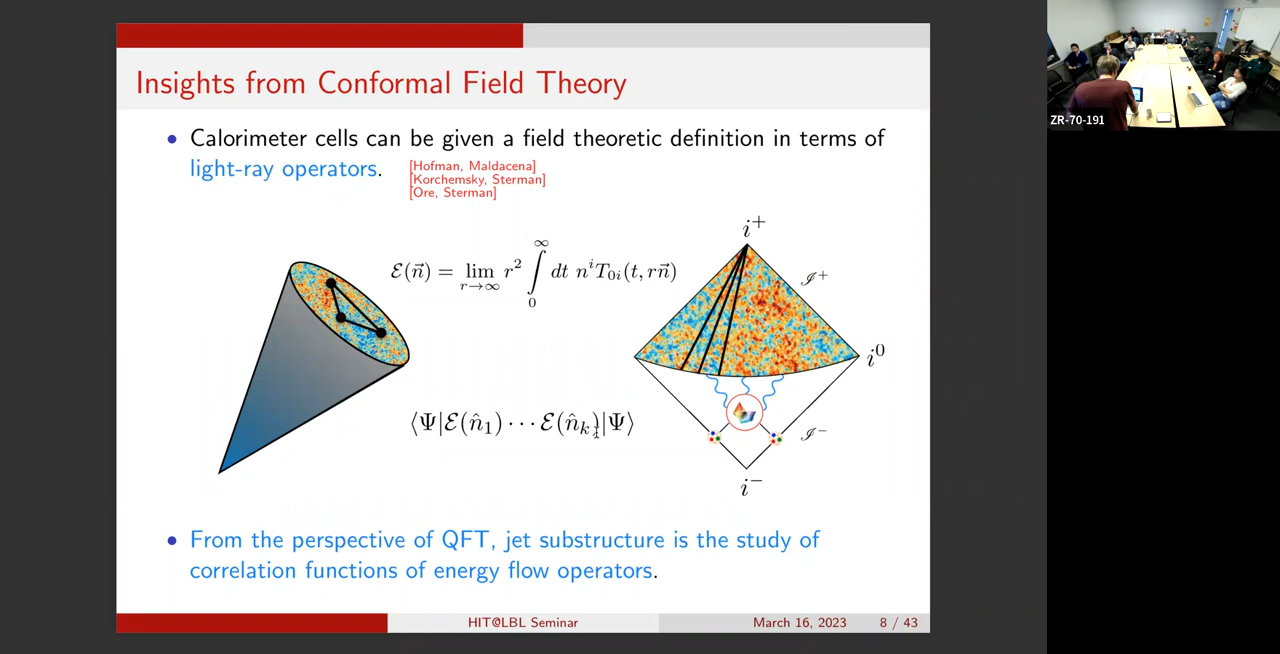 Insights from Conformal Field Theory
• Calorimeter cells can be given a field theoretic definition in terms of
light-ray operators. [Hofman, Maldacena]
[Korchemsky, Sterman]
[Ore, Sterman]
i⁺
ℰ(n⃗) = lim_{r→∞} r² ∫₀^∞ dt nⁱT₀ᵢ(t, rn⃗)
ℐ⁺
i⁰
⟨Ψ|ℰ(n̂₁) ⋯ ℰ(n̂ₖ)|Ψ⟩
ℐ⁻
i⁻
• From the perspective of QFT, jet substructure is the study of
correlation functions of energy flow operators.
HIT@LBL Seminar March 16, 2023 8 / 43
ZR-70-191